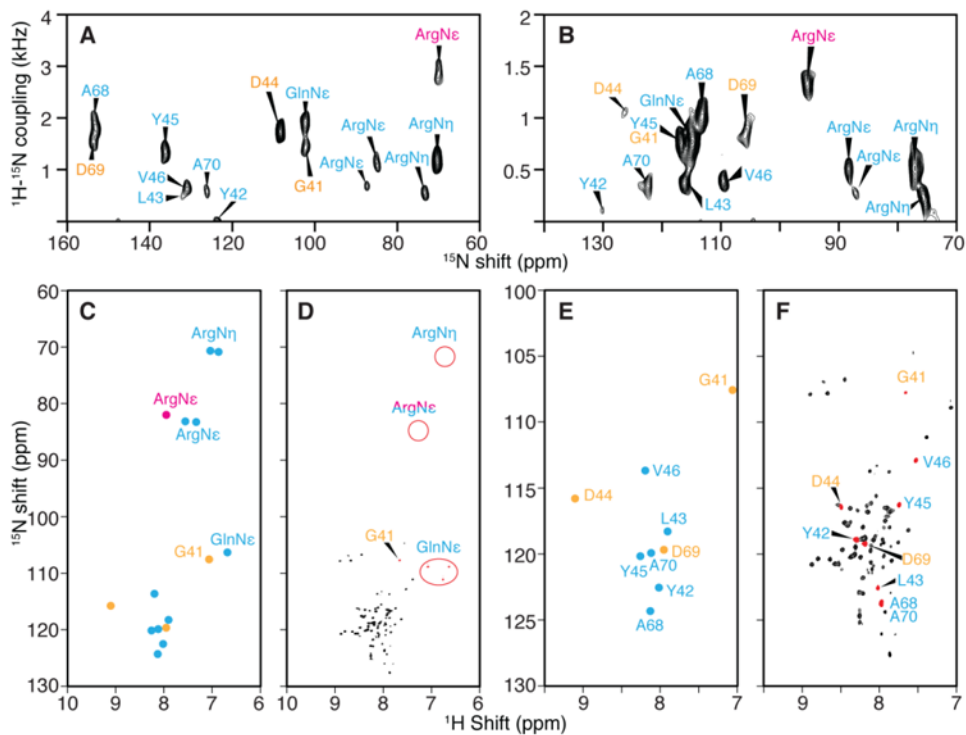 A
B
ArgNε
ArgNε
A68
D44
GlnNε
Y45
D69
V46
L43
A70
Y42
G41
ArgNε
ArgNε
ArgNη
ArgNη
D44
GlnNε
Y45
G41
A68
D69
A70
Y42
L43
V46
ArgNε
ArgNε
ArgNη
ArgNη
¹H-¹⁵N coupling (kHz)
4
3
2
1
0
2
1.5
1
0.5
0
160 140 120 100 80 60
130 110 90 70
¹⁵N shift (ppm)
C
D
E
F
ArgNη
ArgNε
ArgNε
G41
GlnNε
ArgNη
ArgNε
ArgNε
G41
GlnNε
G41
V46
D44
L43
D69
Y45
A70
Y42
A68
G41
V46
D44
Y45
Y42
D69
L43
A68
A70
¹⁵N shift (ppm)
60
70
80
90
100
110
120
130
100
105
110
115
120
125
130
10 9 8 7 6
10 9 8 7 6
9 8 7
9 8 7
¹H Shift (ppm)